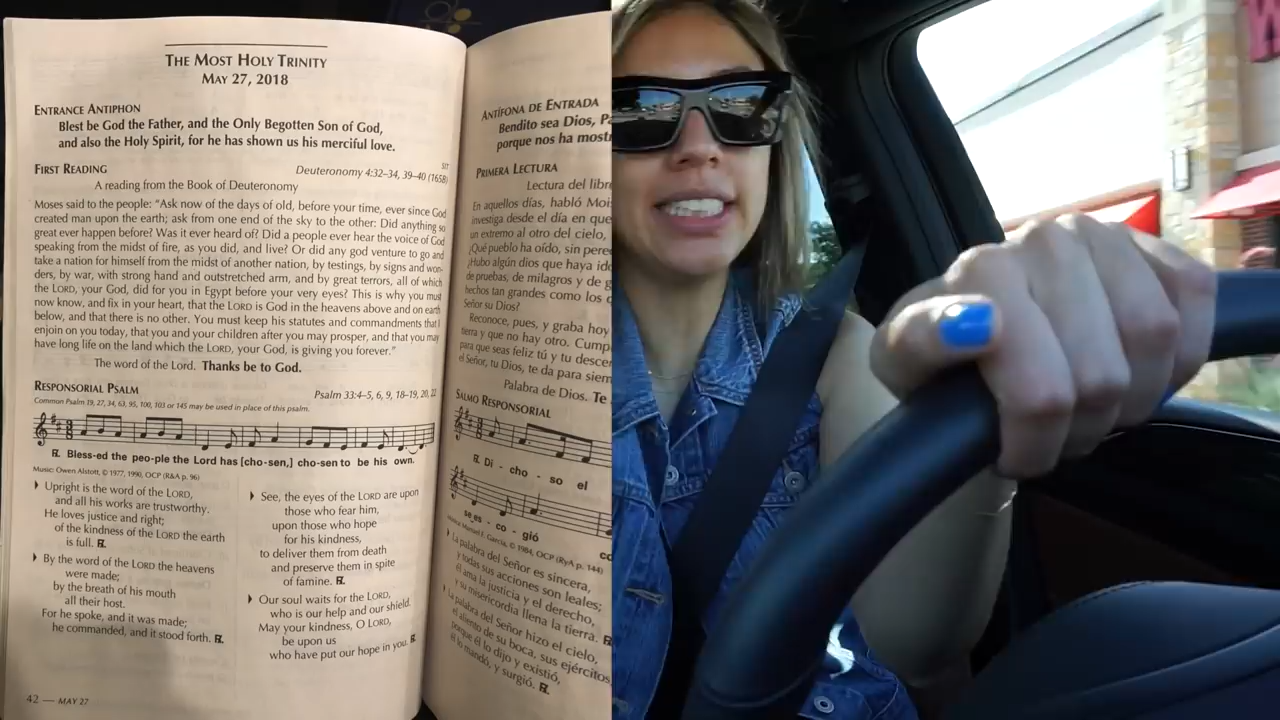 THE MOST HOLY TRINITY
MAY 27, 2018
ENTRANCE ANTIPHON
Blest be God the Father, and the Only Begotten Son of God,
and also the Holy Spirit, for he has shown us his merciful love.
SIT
FIRST READING
Deuteronomy 4:32–34, 39–40 (165B)
A reading from the Book of Deuteronomy
Moses said to the people: “Ask now of the days of old, before your time, ever since God
created man upon the earth; ask from one end of the sky to the other: Did anything so
great ever happen before? Was it ever heard of? Did a people ever hear the voice of God
speaking from the midst of fire, as you did, and live? Or did any god venture to go and
take a nation for himself from the midst of another nation, by testings, by signs and won-
ders, by war, with strong hand and outstretched arm, and by great terrors, all of which
the LORD, your God, did for you in Egypt before your very eyes? This is why you must
now know, and fix in your heart, that the LORD is God in the heavens above and on earth
below, and that there is no other. You must keep his statutes and commandments that I
enjoin on you today, that you and your children after you may prosper, and that you may
have long life on the land which the LORD, your God, is giving you forever.”
The word of the Lord. Thanks be to God.
RESPONSORIAL PSALM
Psalm 33:4–5, 6, 9, 18–19, 20, 22
Common Psalm 19, 27, 34, 63, 95, 100, 103 or 145 may be used in place of this psalm.
℟. Bless-ed the peo-ple the Lord has [cho-sen,] cho-sen to be his own.
Music: Owen Alstott, © 1977, 1990, OCP (R&A p. 96)
Upright is the word of the LORD,
and all his works are trustworthy.
He loves justice and right;
of the kindness of the LORD the earth
is full. ℟.
By the word of the LORD the heavens
were made;
by the breath of his mouth
all their host.
For he spoke, and it was made;
he commanded, and it stood forth. ℟.
See, the eyes of the LORD are upon
those who fear him,
upon those who hope
for his kindness,
to deliver them from death
and preserve them in spite
of famine. ℟.
Our soul waits for the LORD,
who is our help and our shield.
May your kindness, O LORD,
be upon us
who have put our hope in you. ℟.
42 — MAY 27
ANTÍFONA DE ENTRADA
Bendito sea Dios, Pa
porque nos ha most
PRIMERA LECTURA
Lectura del libr
En aquellos días, habló Moi
investiga desde el día en que
un extremo al otro del cielo,
¿Qué pueblo ha oído, sin pere
¿Hubo algún dios que haya ido
de pruebas, de milagros y de g
hechos tan grandes como los
Señor su Dios?
Reconoce, pues, y graba hoy
tierra y que no hay otro. Cump
para que seas feliz tú y tu descen
el Señor, tu Dios, te da para siem
Palabra de Dios. Te
SALMO RESPONSORIAL
℟. Di - cho - so el
se es - co - gió
Música: Manuel F. García, © 1984, OCP (RyA p. 144)
La palabra del Señor es sincera,
y todas sus acciones son leales;
él ama la justicia y el derecho,
y su misericordia llena la tierra. ℟
La palabra del Señor hizo el cielo,
el aliento de su boca, sus ejércitos
porque él lo dijo y existió,
él lo mandó, y surgió. ℟.